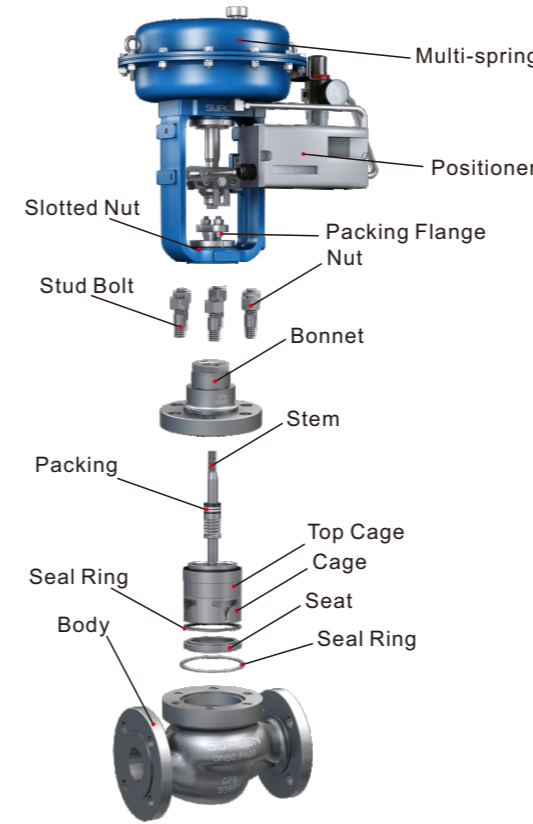 Multi-spring
Positioner
Slotted Nut
Packing Flange
Nut
Stud Bolt
Bonnet
Stem
Packing
Top Cage
Cage
Seal Ring
Seat
Body
Seal Ring
DN50